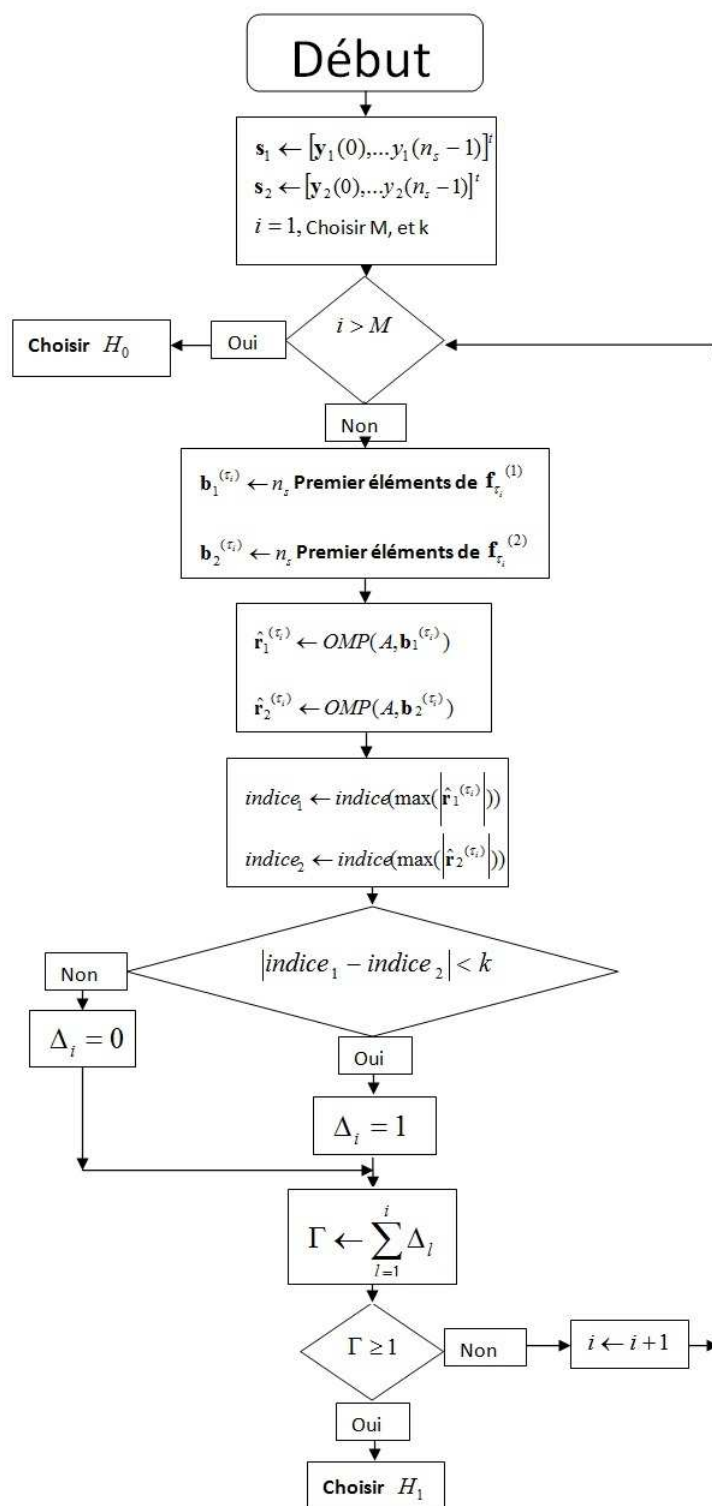 Début
s₁ ← [y₁(0),...y₁(nₛ − 1)]ᵗ
s₂ ← [y₂(0),...y₂(nₛ − 1)]ᵗ
i = 1, Choisir M, et k
i > M
Oui
Choisir H₀
Non
b₁^(τᵢ) ← nₛ Premier éléments de f_τᵢ^(1)
b₂^(τᵢ) ← nₛ Premier éléments de f_τᵢ^(2)
r̂₁^(τᵢ) ← OMP(A, b₁^(τᵢ))
r̂₂^(τᵢ) ← OMP(A, b₂^(τᵢ))
indice₁ ← indice(max(|r̂₁^(τᵢ)|))
indice₂ ← indice(max(|r̂₂^(τᵢ)|))
|indice₁ − indice₂| < k
Non
Δᵢ = 0
Oui
Δᵢ = 1
Γ ← ∑_{l=1}^{i} Δₗ
Γ ≥ 1
Non
i ← i + 1
Oui
Choisir H₁